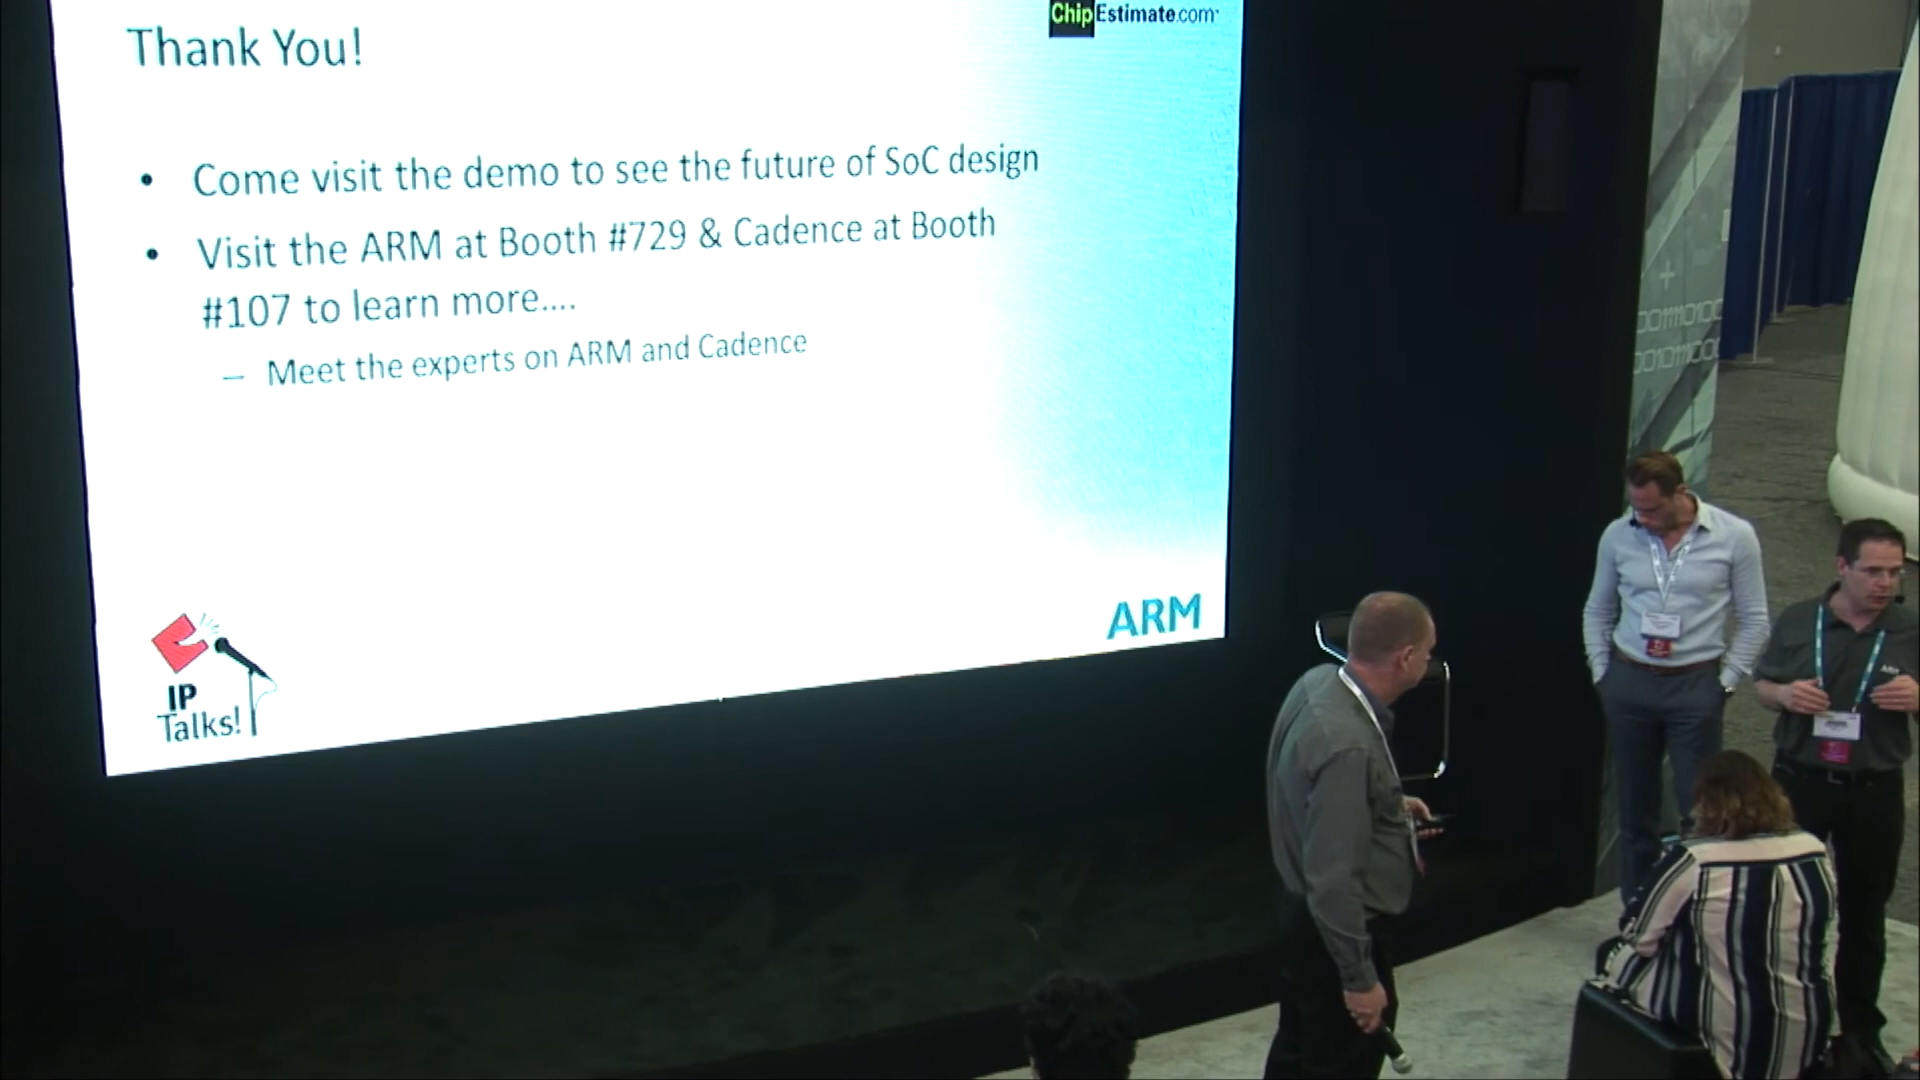 ChipEstimate.com
Thank You!
• Come visit the demo to see the future of SoC design
• Visit the ARM at Booth #729 & Cadence at Booth
#107 to learn more....
– Meet the experts on ARM and Cadence
ARM
IP
Talks!